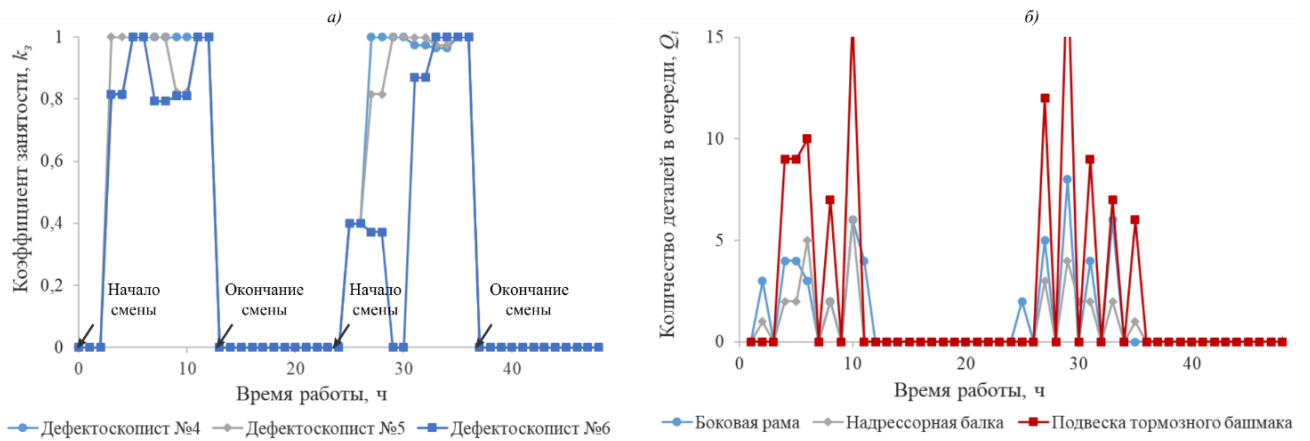 а)
Коэффициент занятости, kз
1
0,8
0,6
0,4
0,2
0
Начало
смены
Окончание
смены
Начало
смены
Окончание
смены
0 10 20 30 40
Время работы, ч
Дефектоскопист №4 Дефектоскопист №5 Дефектоскопист №6
б)
Количество деталей в очереди, Qi
15
10
5
0
0 10 20 30 40
Время работы, ч
Боковая рама Надрессорная балка Подвеска тормозного башмака